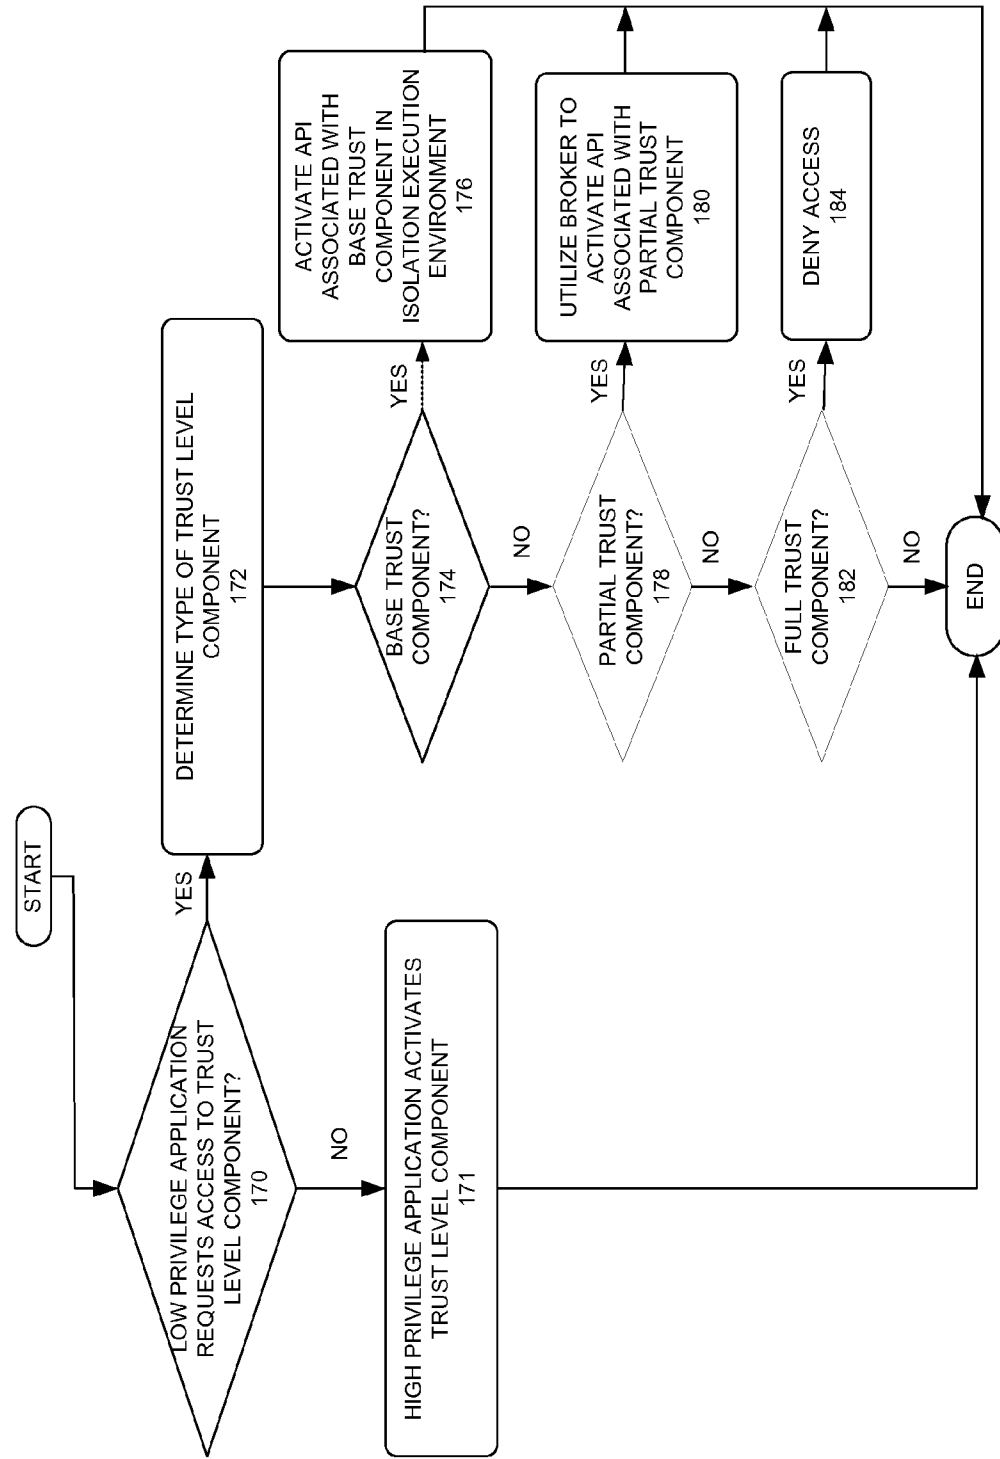 START
LOW PRIVILEGE APPLICATION
REQUESTS ACCESS TO TRUST
LEVEL COMPONENT?
170
YES
NO
HIGH PRIVILEGE APPLICATION ACTIVATES
TRUST LEVEL COMPONENT
171
DETERMINE TYPE OF TRUST LEVEL
COMPONENT
172
BASE TRUST
COMPONENT?
174
YES
ACTIVATE API
ASSOCIATED WITH
BASE TRUST
COMPONENT IN
ISOLATION EXECUTION
ENVIRONMENT
176
NO
PARTIAL TRUST
COMPONENT?
178
YES
UTILIZE BROKER TO
ACTIVATE API
ASSOCIATED WITH
PARTIAL TRUST
COMPONENT
180
NO
FULL TRUST
COMPONENT?
182
YES
DENY ACCESS
184
NO
END